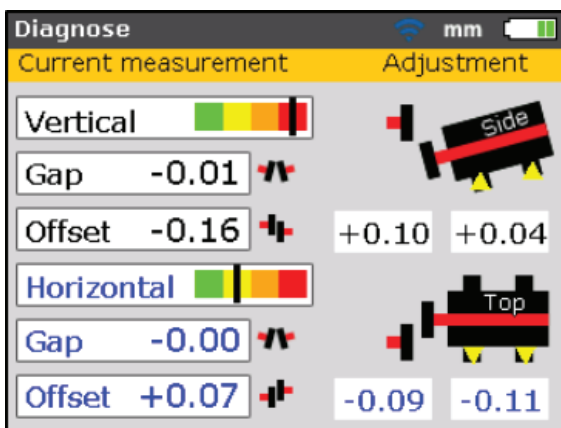 Diagnose mm
Current measurement Adjustment
Vertical Side
Gap -0.01
Offset -0.16 +0.10 +0.04
Horizontal Top
Gap -0.00
Offset +0.07 -0.09 -0.11